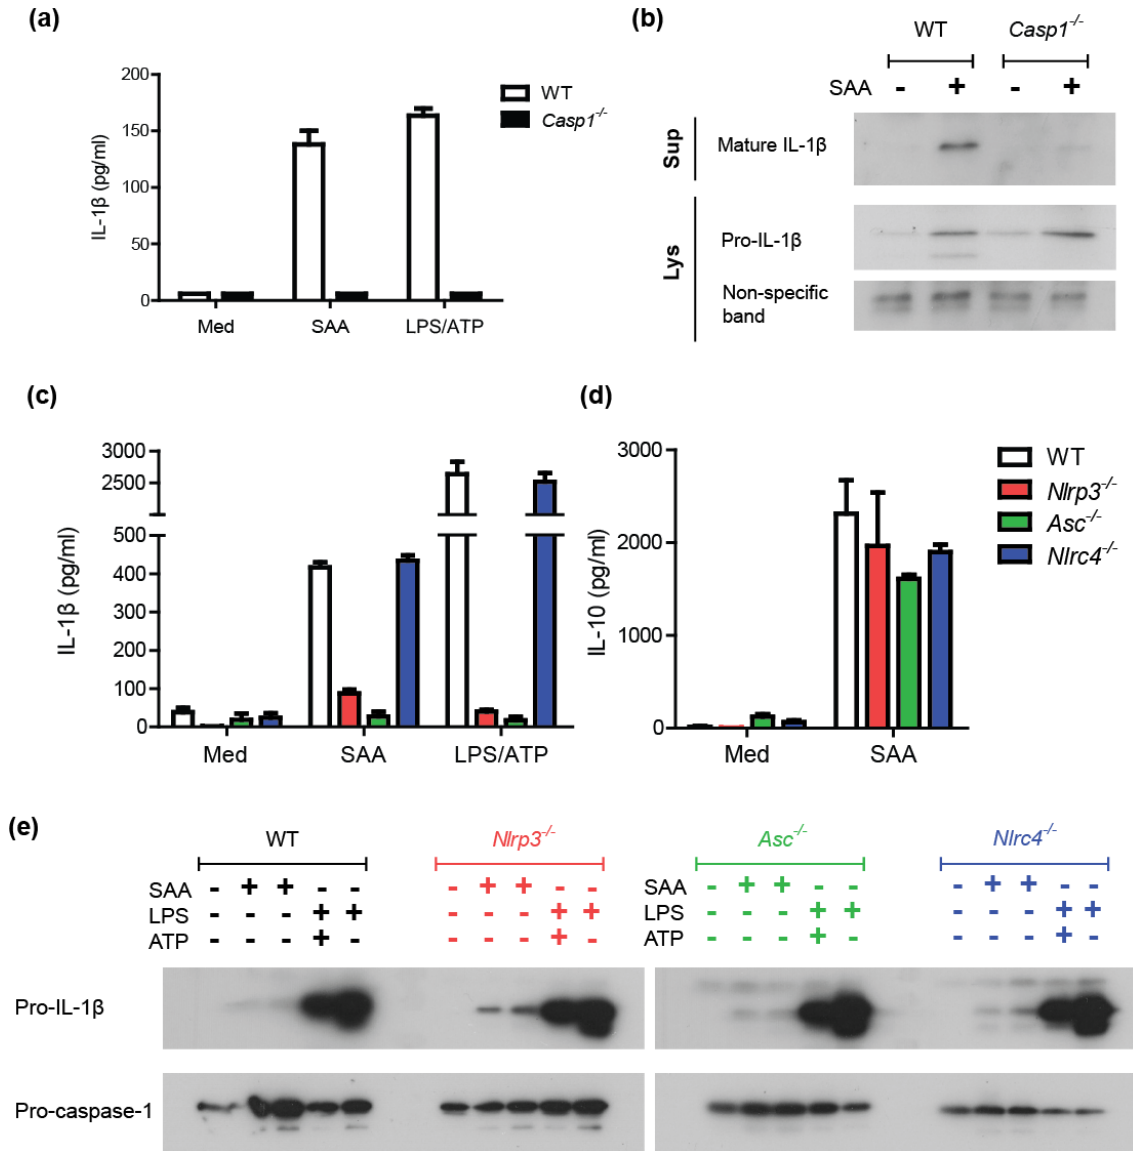 (a)
IL-1β (pg/ml)
200
150
100
50
0
Med
SAA
LPS/ATP
WT
Casp1-/-
(b)
WT
Casp1-/-
SAA
- + - +
Sup
Mature IL-1β
Lys
Pro-IL-1β
Non-specific
band
(c)
IL-1β (pg/ml)
3000
2500
500
400
300
200
100
0
Med
SAA
LPS/ATP
(d)
IL-10 (pg/ml)
3000
2000
1000
0
Med
SAA
WT
Nlrp3-/-
Asc-/-
Nlrc4-/-
(e)
WT
Nlrp3-/-
Asc-/-
Nlrc4-/-
SAA - + + - - - + + - - SAA - + + - - - + + - -
LPS - - - + + - - - + + LPS - - - + + - - - + +
ATP - - - + - - - - + - ATP - - - + - - - - + -
Pro-IL-1β
Pro-caspase-1